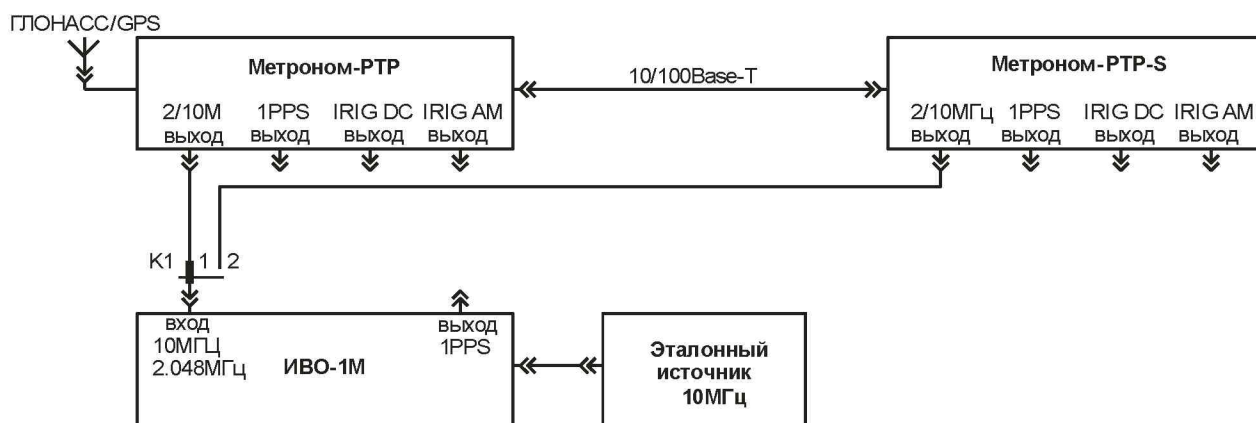 ГЛОНАСС/GPS
Метроном-PTP
10/100Base-T
Метроном-PTP-S
2/10М 1PPS IRIG DC IRIG AM
выход выход выход выход
2/10МГц 1PPS IRIG DC IRIG AM
выход выход выход выход
К1 1 2
вход
10МГЦ
2.048МГц
ИВО-1М
выход
1PPS
Эталонный
источник
10МГц